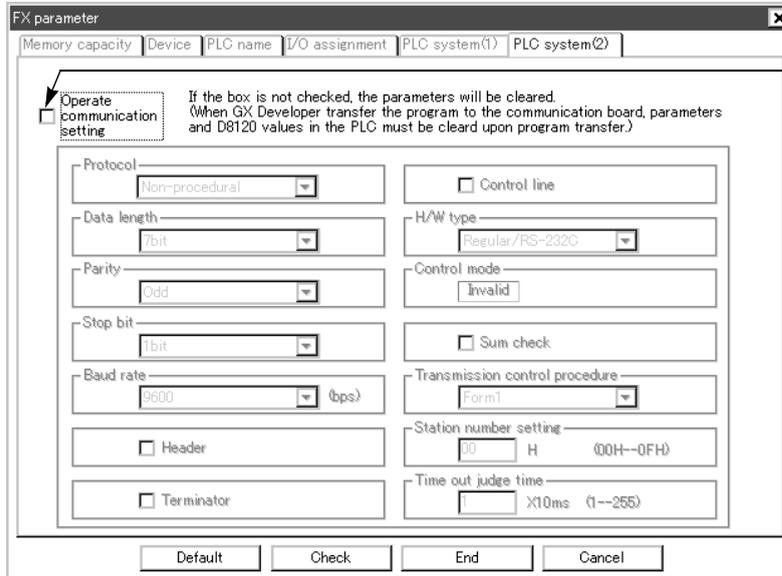 FX parameter
Memory capacity Device PLC name I/O assignment PLC system(1) PLC system(2)
Operate
communication
setting
If the box is not checked, the parameters will be cleared.
(When GX Developer transfer the program to the communication board, parameters
and D8120 values in the PLC must be cleard upon program transfer.)
Protocol
Non-procedural
Control line
Data length
7bit
H/W type
Regular/RS-232C
Parity
Odd
Control mode
Invalid
Stop bit
1bit
Sum check
Baud rate
9600 (bps)
Transmission control procedure
Form1
Header
Station number setting
00 H (00H--0FH)
Terminator
Time out judge time
1 X10ms (1--255)
Default Check End Cancel